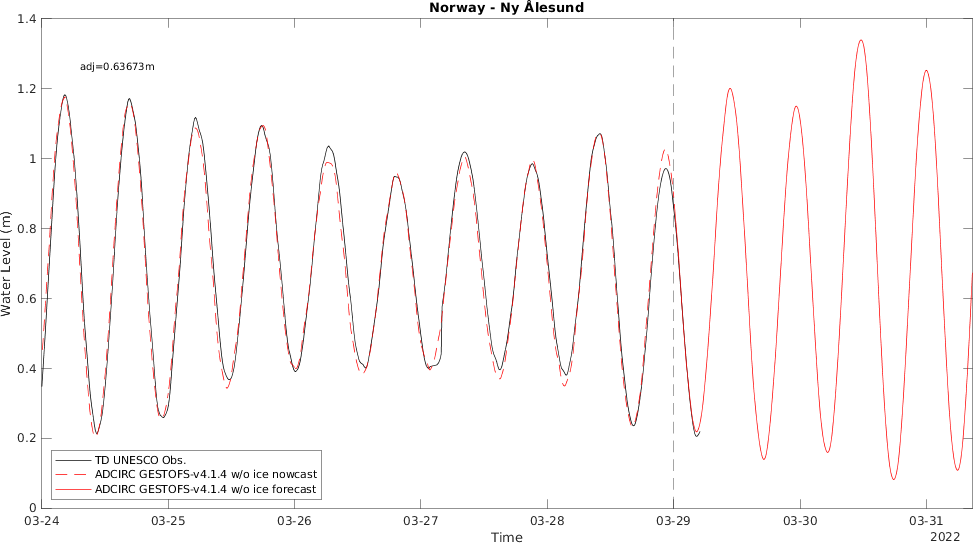 Norway - Ny Ålesund
1.4
1.2
1
0.8
0.6
0.4
0.2
0
Water Level (m)
adj=0.63673m
TD UNESCO Obs.
ADCIRC GESTOFS-v4.1.4 w/o ice nowcast
ADCIRC GESTOFS-v4.1.4 w/o ice forecast
03-24 03-25 03-26 03-27 03-28 03-29 03-30 03-31
Time
2022